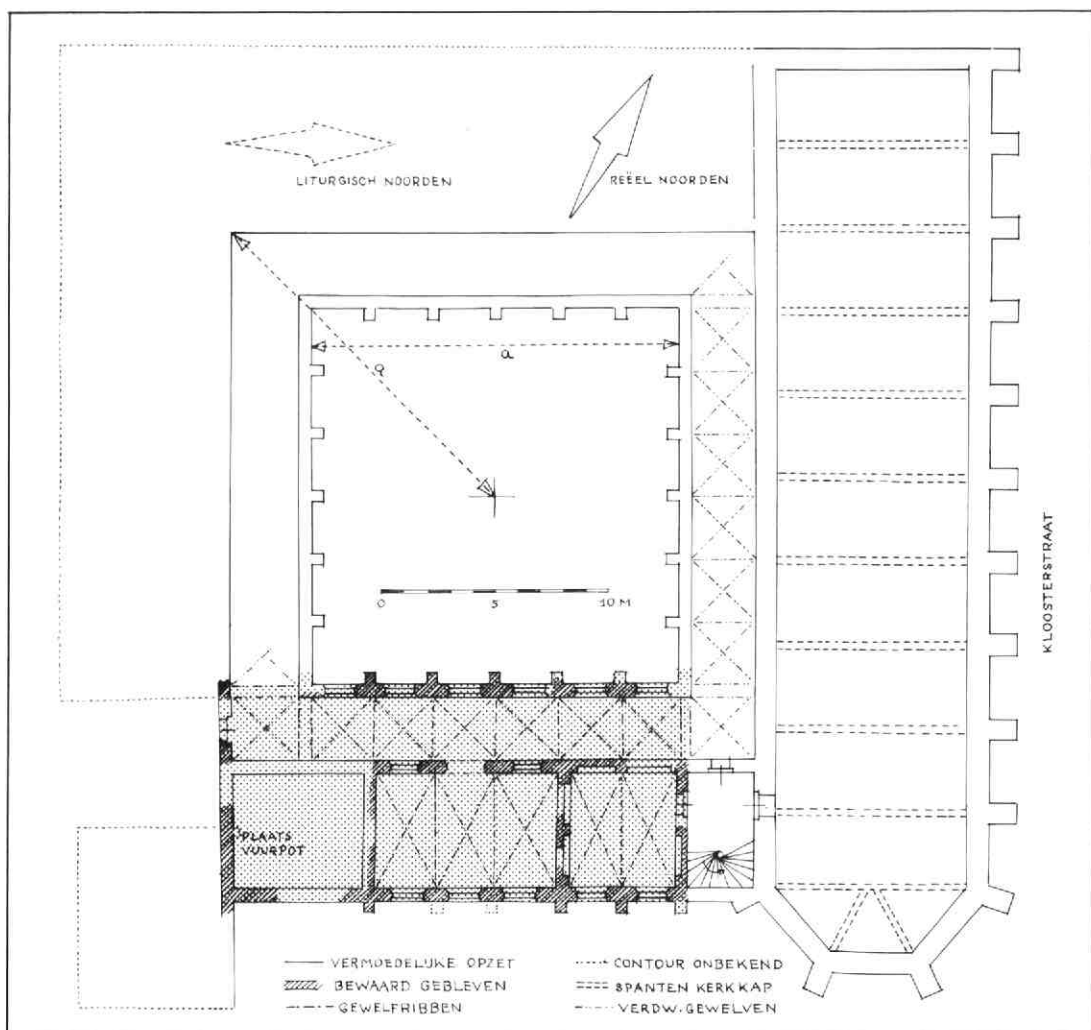 LITURGISCH NOORDEN
REËEL NOORDEN
a
a
0 5 10 M
KLOOSTERSTRAAT
PLAATS
VUURPOT
VERMOEDELIJKE OPZET
BEWAARD GEBLEVEN
GEWELFRIBBEN
CONTOUR ONBEKEND
SPANTEN KERKKAP
VERDW. GEWELVEN